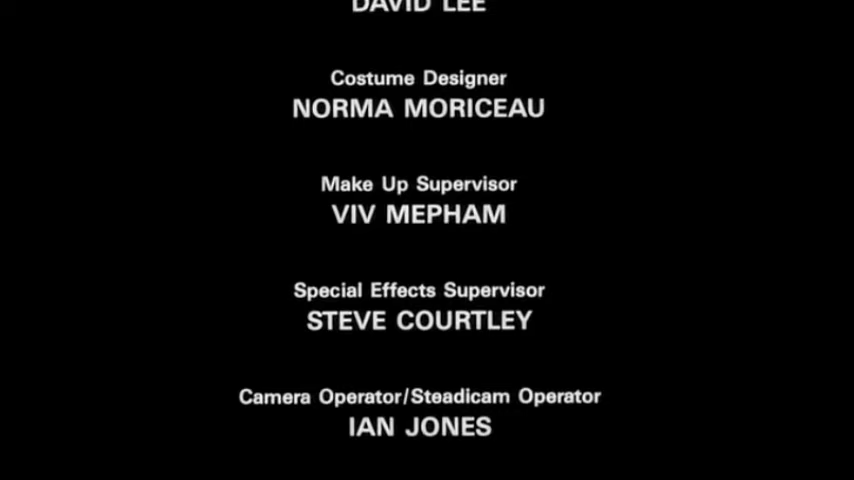 DAVID LEE
Costume Designer
NORMA MORICEAU
Make Up Supervisor
VIV MEPHAM
Special Effects Supervisor
STEVE COURTLEY
Camera Operator/Steadicam Operator
IAN JONES